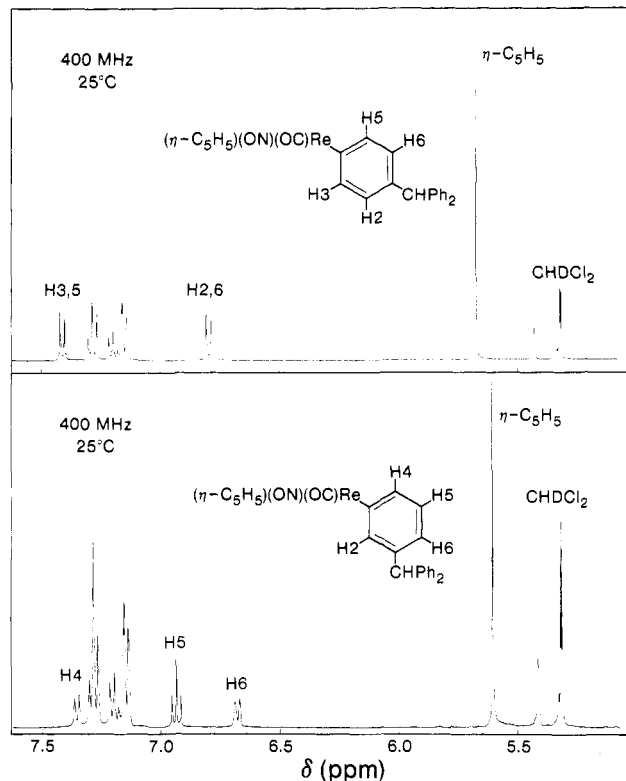 400 MHz
25°C
η-C5H5
H5
(η-C5H5)(ON)(OC)Re
H6
H3
CHPh2
H2
H3,5
H2,6
CHDCl2
400 MHz
25°C
η-C5H5
H4
(η-C5H5)(ON)(OC)Re
H5
CHDCl2
H2
H6
CHPh2
H5
H4
H6
7.5 7.0 6.5 6.0 5.5
δ (ppm)